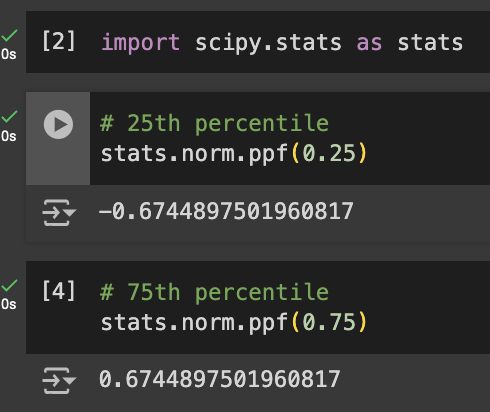 [2] import scipy.stats as stats
0s
# 25th percentile
0s
stats.norm.ppf(0.25)
-0.6744897501960817
[4] # 75th percentile
0s
stats.norm.ppf(0.75)
0.6744897501960817